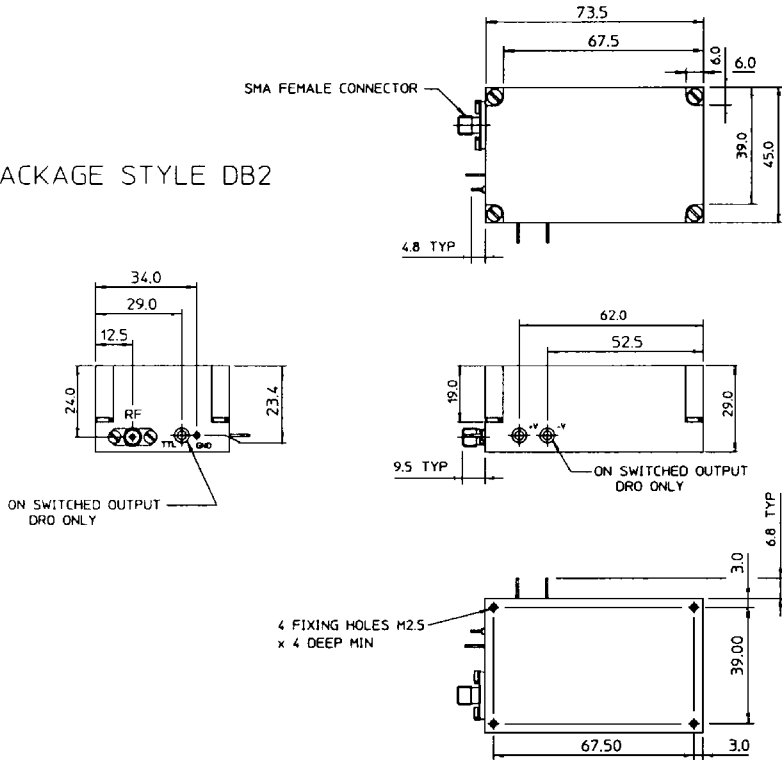 73.5
67.5
6.0
6.0
SMA FEMALE CONNECTOR
39.0
45.0
ACKAGE STYLE DB2
4.8 TYP
34.0
29.0
12.5
24.0
23.4
RF
TTL
GND
ON SWITCHED OUTPUT
DRO ONLY
62.0
52.5
19.0
29.0
+V
-V
9.5 TYP
ON SWITCHED OUTPUT
DRO ONLY
6.8 TYP
3.0
4 FIXING HOLES M2.5
x 4 DEEP MIN
39.00
67.50
3.0